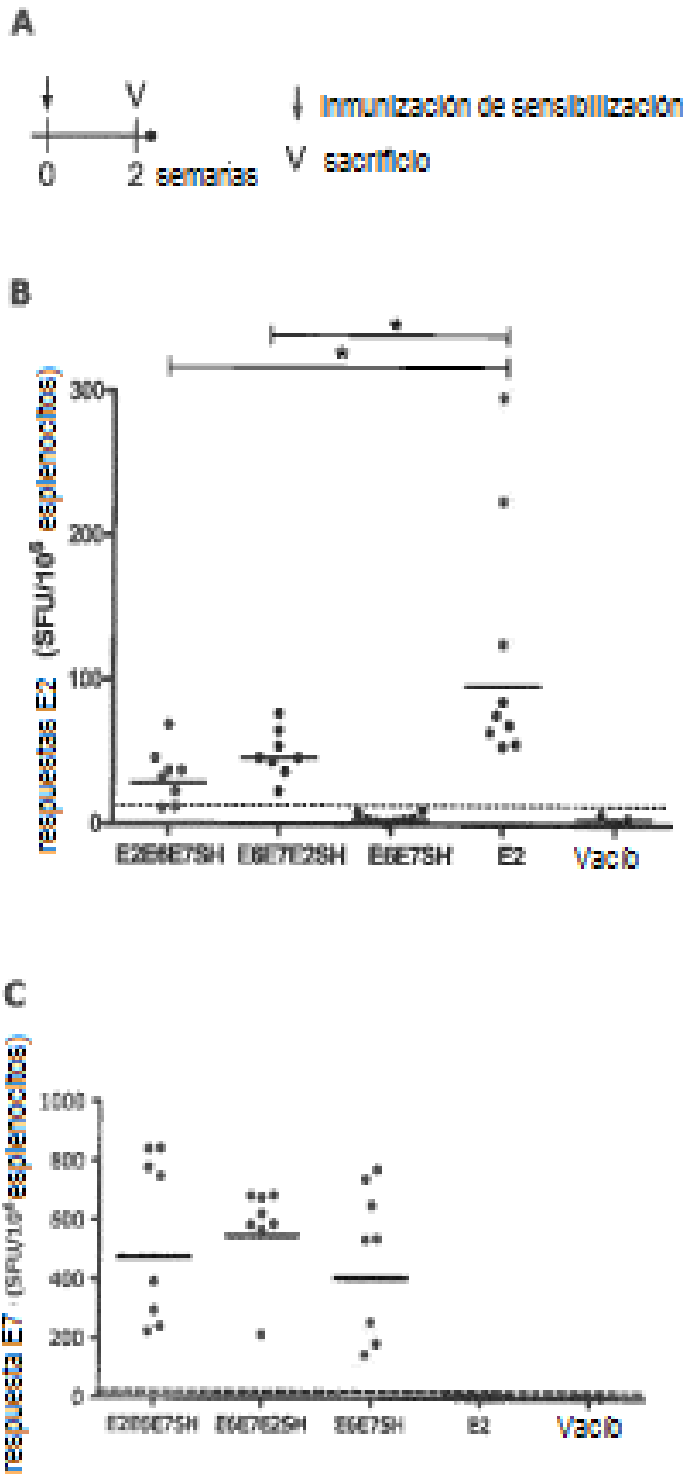 A
V
0 2 semanas
↓ Inmunización de sensibilización
V sacrificio
B
*
*
respuestas E2 (SFU/10⁶ esplenocitos)
300
200
100
0
E2E6E7SH E6E7E2SH E6E7SH E2 Vacío
C
respuesta E7 (SFU/10⁶ esplenocitos)
1000
800
600
400
200
0
E2E6E7SH E6E7E2SH E6E7SH E2 Vacío